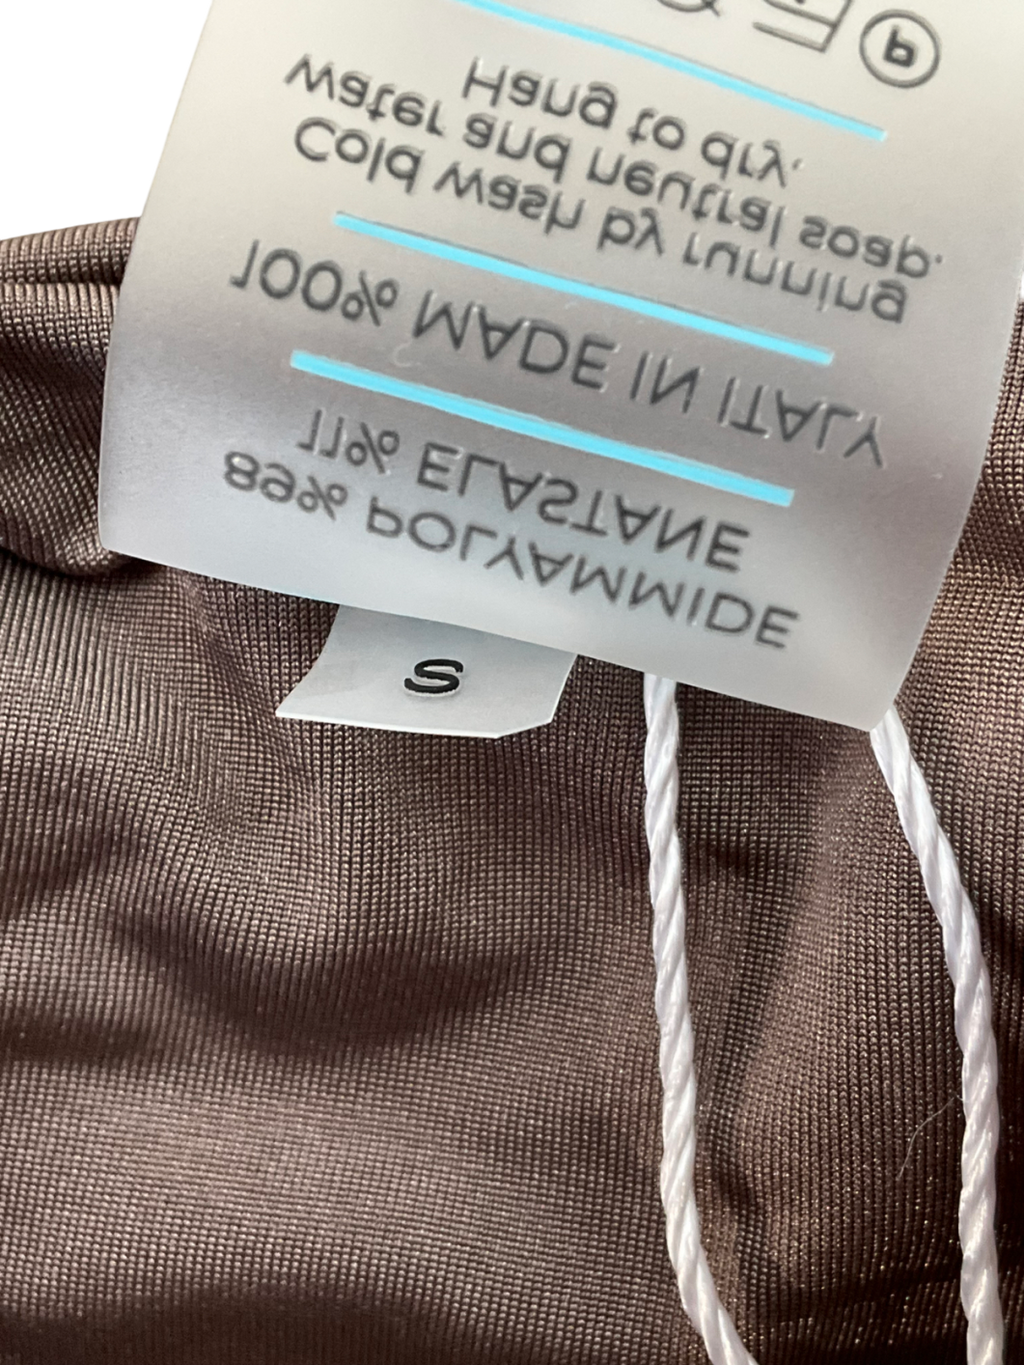 89% POLYAMMIDE
11% ELASTANE
100% MADE IN ITALY
Cold wash by running
water and neutral soap.
Hang to dry.
P
S